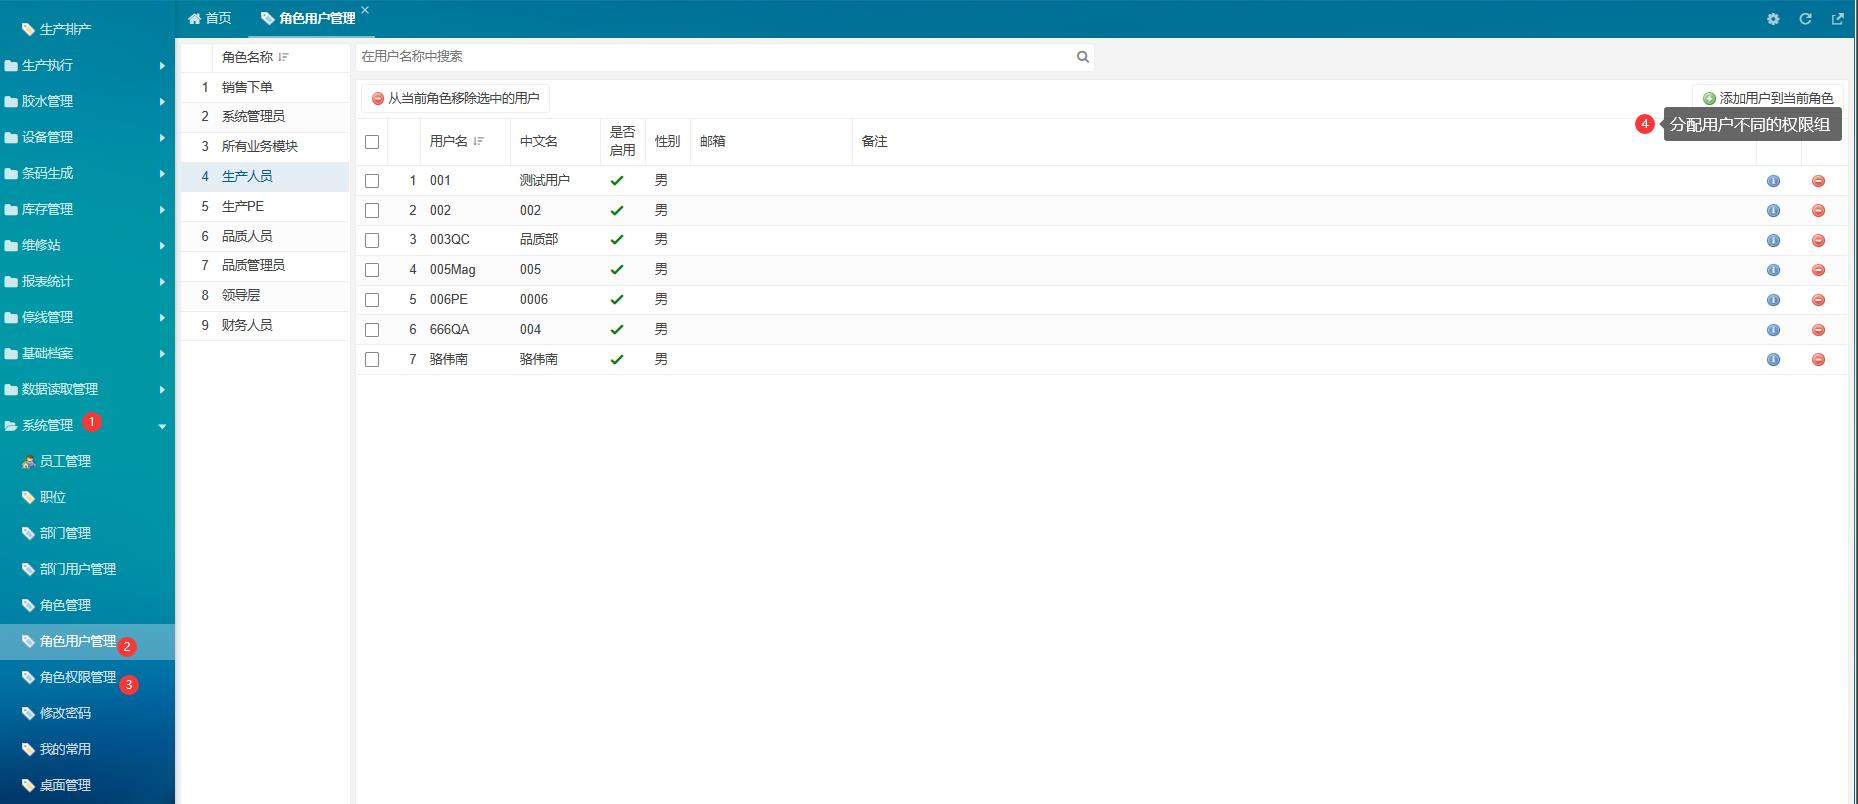 生产排产
生产执行
胶水管理
设备管理
条码生成
库存管理
维修站
报表统计
停线管理
基础档案
数据读取管理
系统管理 1
员工管理
职位
部门管理
部门用户管理
角色管理
角色用户管理 2
角色权限管理 3
修改密码
我的常用
桌面管理
首页 角色用户管理
角色名称
1 销售下单
2 系统管理员
3 所有业务模块
4 生产人员
5 生产PE
6 品质人员
7 品质管理员
8 领导层
9 财务人员
在用户名称中搜索
从当前角色移除选中的用户 添加用户到当前角色
4 分配用户不同的权限组
用户名 中文名 是否启用 性别 邮箱 备注
1 001 测试用户 男
2 002 002 男
3 003QC 品质部 男
4 005Mag 005 男
5 006PE 0006 男
6 666QA 004 男
7 骆伟南 骆伟南 男